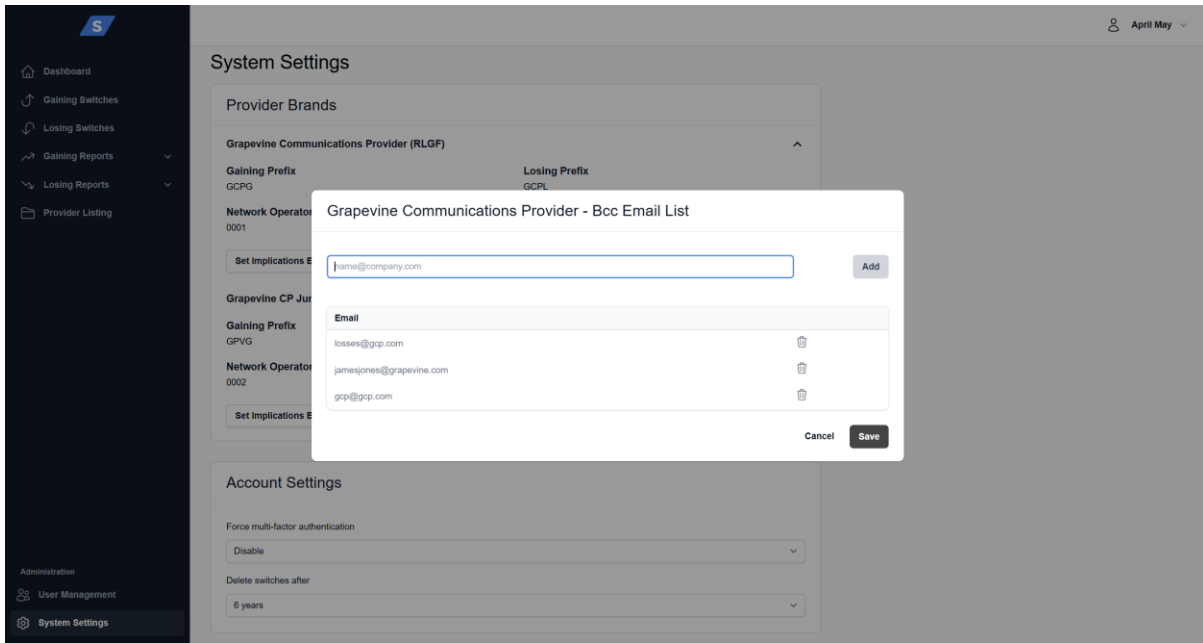 S
April May
Dashboard
Gaining Switches
Losing Switches
Gaining Reports
Losing Reports
Provider Listing
Administration
User Management
System Settings
System Settings
Provider Brands
Grapevine Communications Provider (RLGF)
Gaining Prefix
Losing Prefix
GCPG
GCPL
Network Operator
0001
Set Implications E
Grapevine CP Jun
Gaining Prefix
GPVG
Network Operator
0002
Set Implications E
Grapevine Communications Provider - Bcc Email List
name@company.com
Add
Email
losses@gcp.com
jamesjones@grapevine.com
gcp@gcp.com
Cancel
Save
Account Settings
Force multi-factor authentication
Disable
Delete switches after
6 years